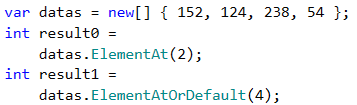 var datas = new[] { 152, 124, 238, 54 };
int result0 =
    datas.ElementAt(2);
int result1 =
    datas.ElementAtOrDefault(4);